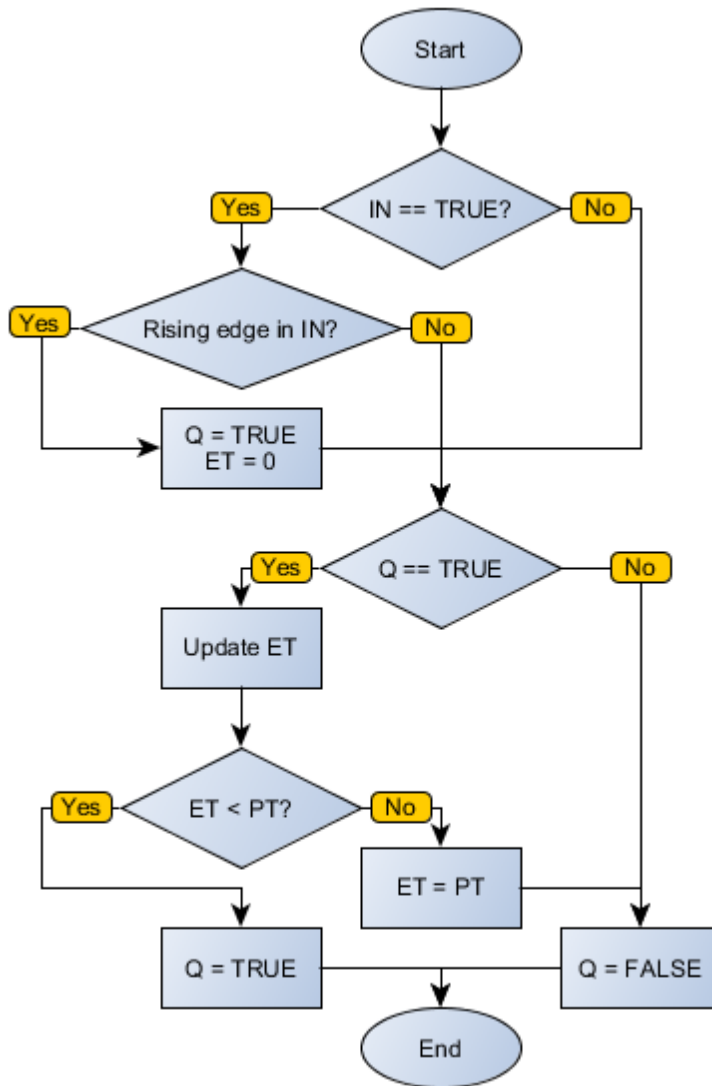 Start
IN == TRUE?
Yes
No
Rising edge in IN?
Yes
No
Q = TRUE
ET = 0
Q == TRUE
Yes
No
Update ET
ET < PT?
Yes
No
ET = PT
Q = TRUE
Q = FALSE
End